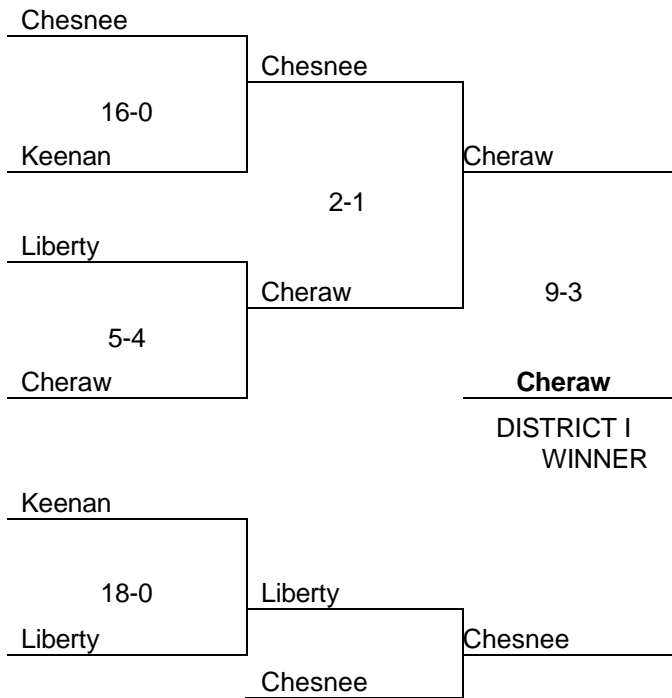 Chesnee
Chesnee
16-0
Keenan
Cheraw
2-1
Liberty
Cheraw
9-3
5-4
Cheraw
Cheraw
DISTRICT I
WINNER
Keenan
18-0
Liberty
Liberty
Chesnee
Chesnee